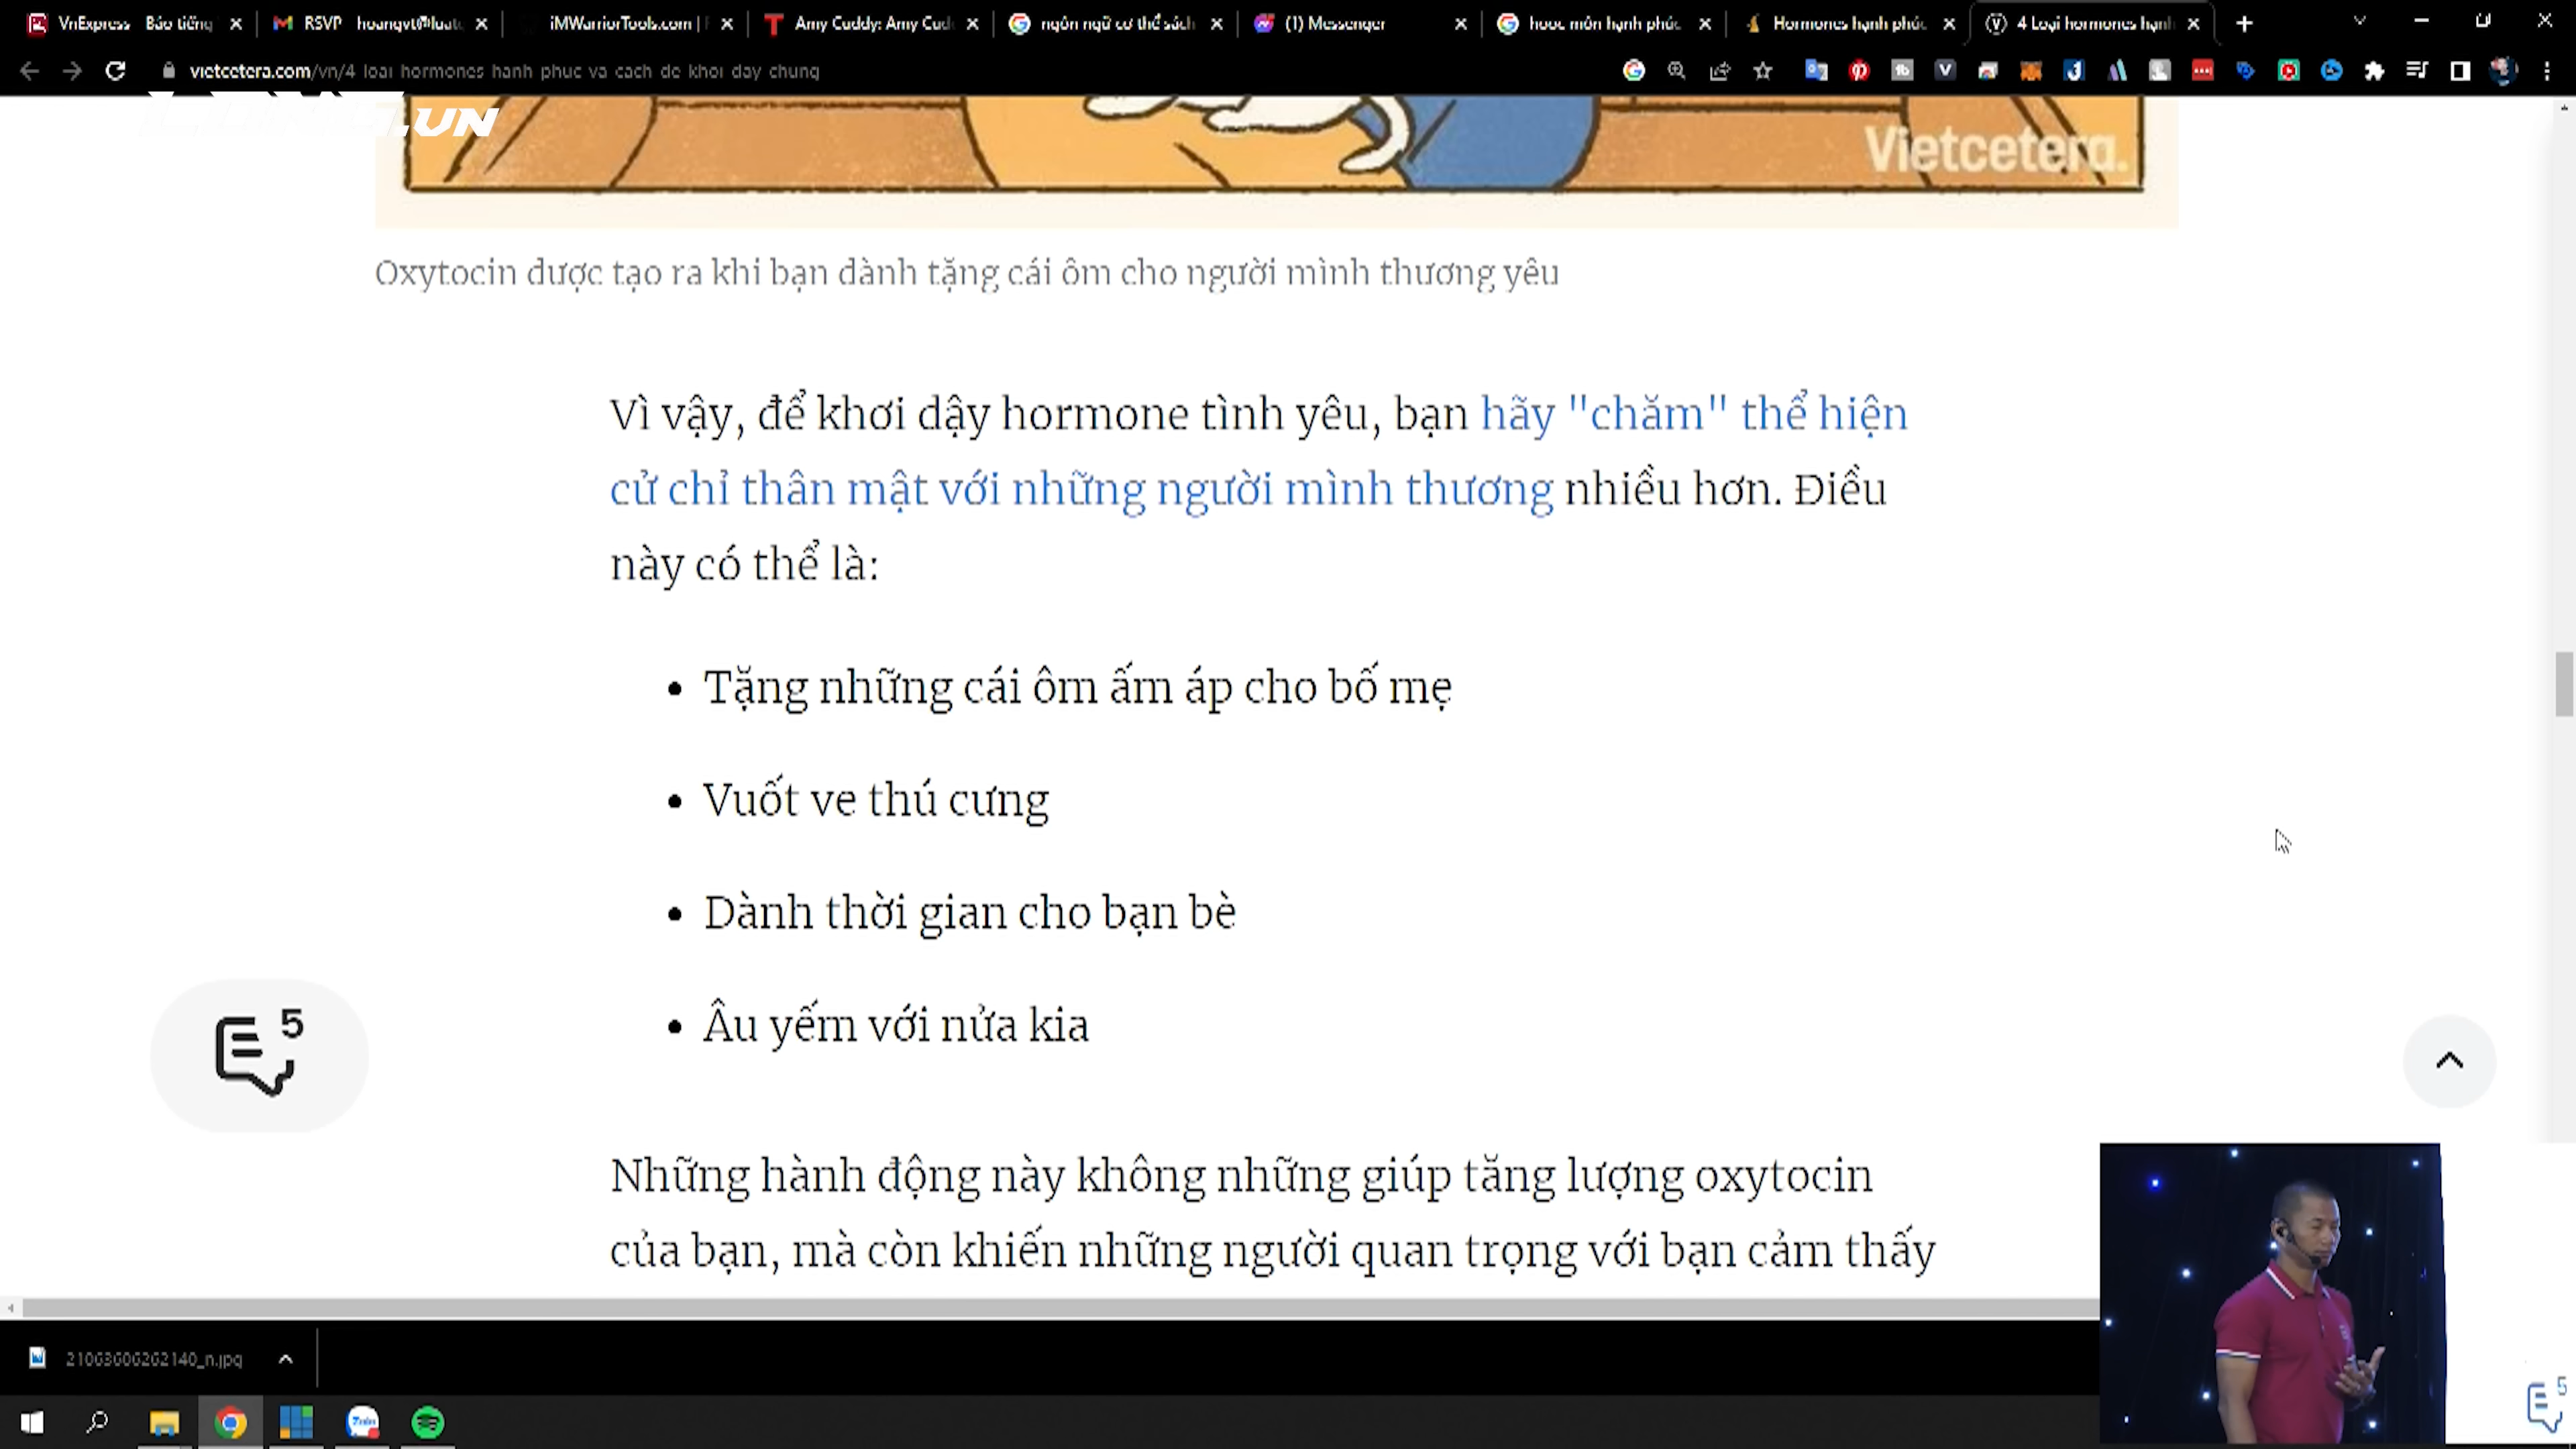 VnExpress Báo tiếng
RSVP hoangvt@luat
iMWarriorTools.com |
Amy Cuddy: Amy Cud
ngôn ngữ cơ thể sách
(1) Messenger
hooc môn hạnh phúc
Hormones hạnh phúc
4 Loại hormones hạnh
vietcetera.com/vn/4 loai hormones hanh phuc va cach de khoi day chung
.VN
Vietcetera.
Oxytocin được tạo ra khi bạn dành tặng cái ôm cho người mình thương yêu
Vì vậy, để khơi dậy hormone tình yêu, bạn hãy "chăm" thể hiện
cử chỉ thân mật với những người mình thương nhiều hơn. Điều
này có thể là:
• Tặng những cái ôm ấm áp cho bố mẹ
• Vuốt ve thú cưng
• Dành thời gian cho bạn bè
• Âu yếm với nửa kia
5
Những hành động này không những giúp tăng lượng oxytocin
của bạn, mà còn khiến những người quan trọng với bạn cảm thấy
21063606262140_n.jpg
Zalo
5